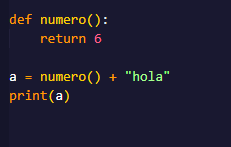 def numero():
    return 6

a = numero() + "hola"
print(a)